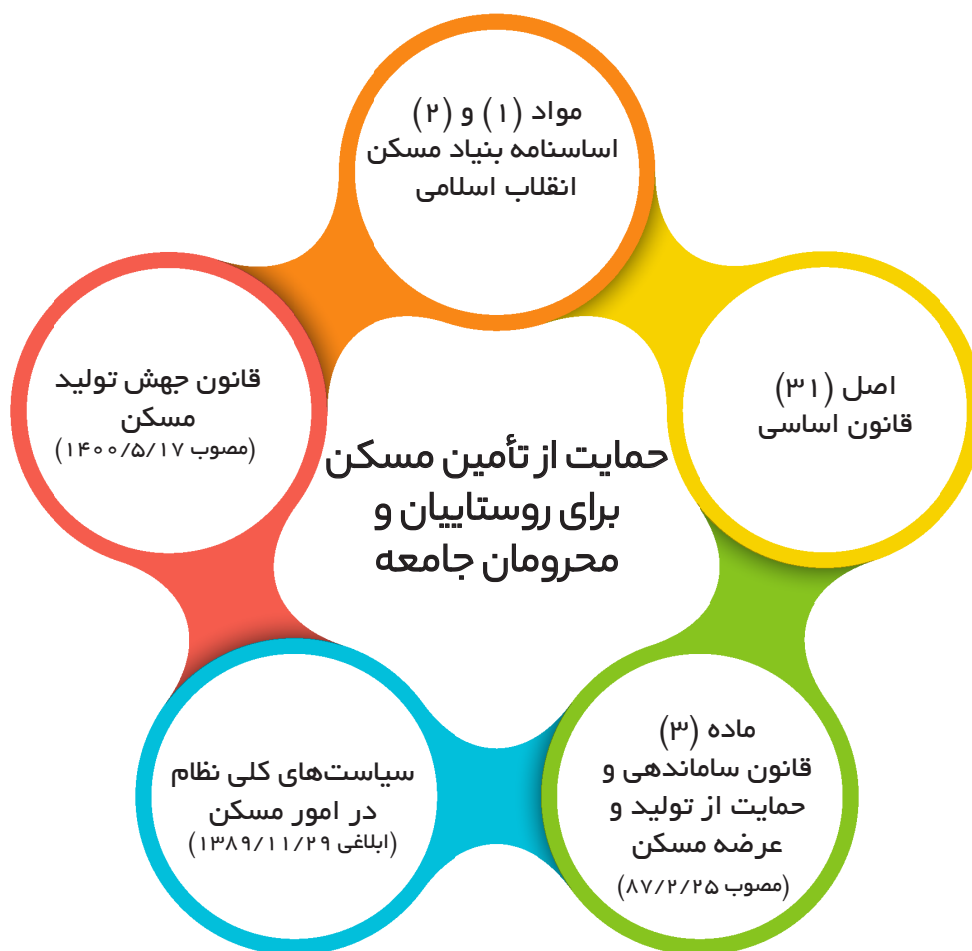 مواد (۱) و (۲)
اساسنامه بنیاد مسکن
انقلاب اسلامی
اصل (۳۱)
قانون اساسی
قانون جهش تولید
مسکن
(مصوب ۱۴۰۰/۵/۱۷)
حمایت از تأمین مسکن
برای روستاییان و
محرومان جامعه
ماده (۳)
قانون ساماندهی و
حمایت از تولید و
عرضه مسکن
(مصوب ۸۷/۲/۲۵)
سیاست‌های کلی نظام
در امور مسکن
(ابلاغی ۱۳۸۹/۱۱/۲۹)